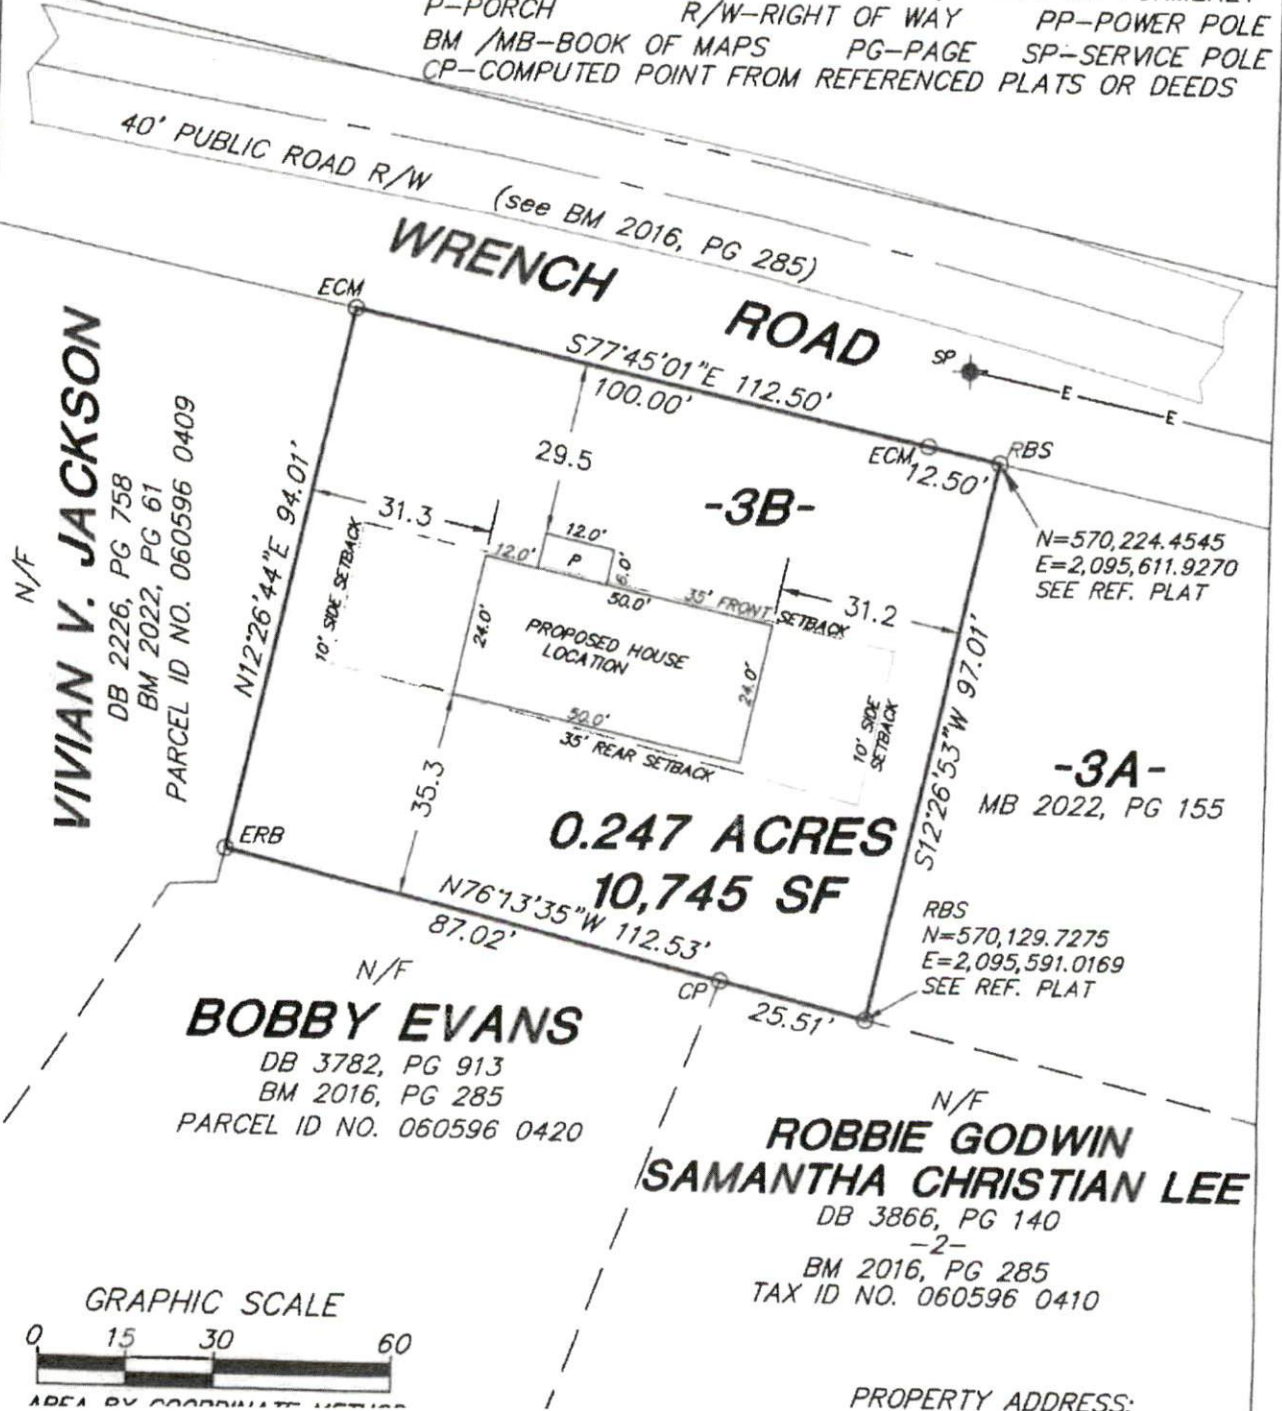 P-PORCH R/W-RIGHT OF WAY PP-POWER POLE
BM /MB-BOOK OF MAPS PG-PAGE SP-SERVICE POLE
CP-COMPUTED POINT FROM REFERENCED PLATS OR DEEDS
40' PUBLIC ROAD R/W
(see BM 2016, PG 285)
WRENCH ROAD
ECM
S77°45'01"E 112.50'
100.00'
SP
E
E
ECM
12.50'
RBS
N=570,224.4545
E=2,095,611.9270
SEE REF. PLAT
N/F
VIVIAN V. JACKSON
DB 2226, PG 758
BM 2022, PG 61
PARCEL ID NO. 060596 0409
N12°26'44"E 94.01'
29.5
-3B-
31.3
12.0'
12.0'
P
6.0'
50.0'
35' FRONT SETBACK
31.2
10' SIDE SETBACK
24.0'
PROPOSED HOUSE
LOCATION
24.0'
50.0'
35' REAR SETBACK
10' SIDE
SETBACK
S12°26'53"W 97.01'
-3A-
MB 2022, PG 155
35.3
0.247 ACRES
10,745 SF
ERB
N76°13'35"W 112.53'
87.02'
CP
25.51'
RBS
N=570,129.7275
E=2,095,591.0169
SEE REF. PLAT
N/F
BOBBY EVANS
DB 3782, PG 913
BM 2016, PG 285
PARCEL ID NO. 060596 0420
N/F
ROBBIE GODWIN
SAMANTHA CHRISTIAN LEE
DB 3866, PG 140
-2-
BM 2016, PG 285
TAX ID NO. 060596 0410
GRAPHIC SCALE
0 15 30 60
AREA BY COORDINATE METHOD
PROPERTY ADDRESS: